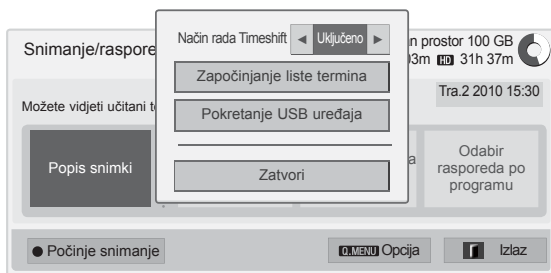 Snimanje/raspore
n prostor 100 GB
03m HD 31h 37m
Tra.2 2010 15:30
Možete vidjeti učitani t
Način rada Timeshift ◄ Uključeno ►
Započinjanje liste termina
Pokretanje USB uređaja
Zatvori
Popis snimki
a
Odabir
rasporeda po
programu
● Počinje snimanje
Q.MENU Opcija
Izlaz